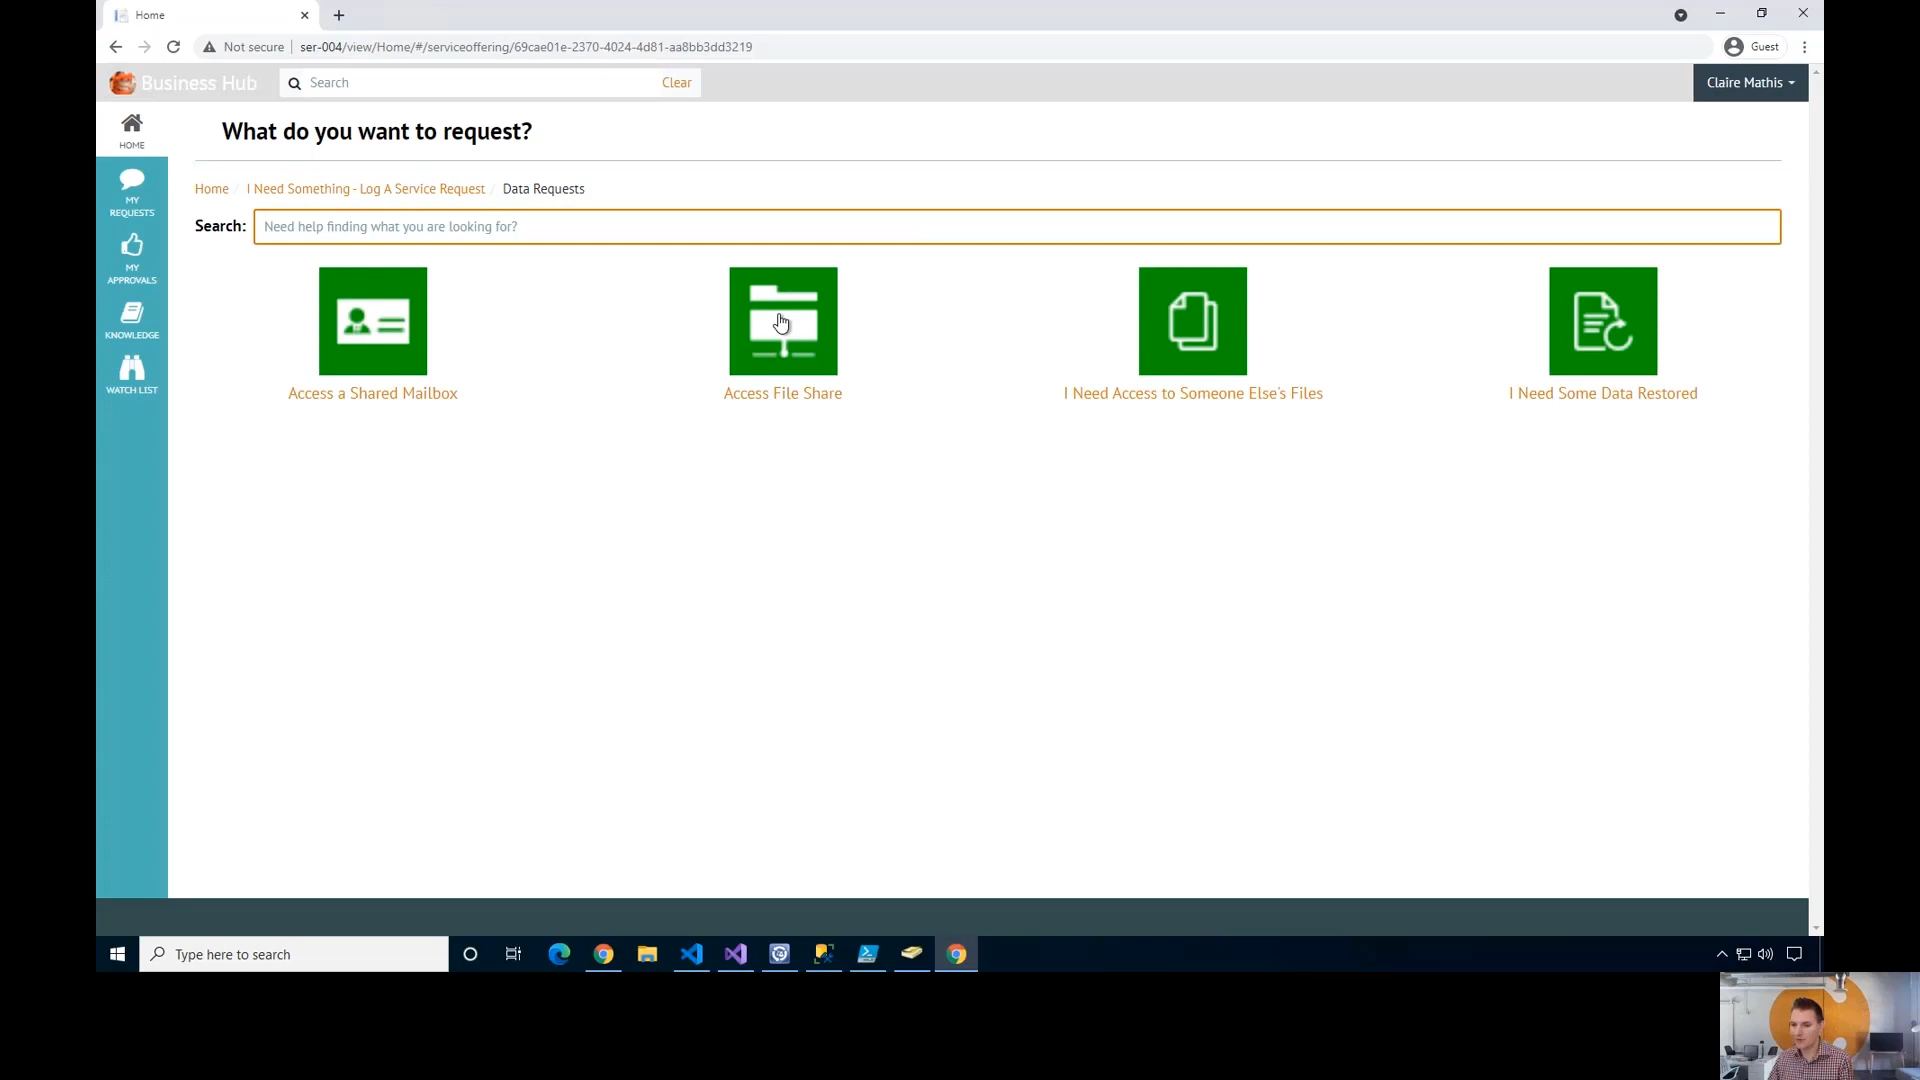 Home
Not secure
ser-004/view/Home/#/serviceoffering/69cae01e-2370-4024-4d81-aa8bb3dd3219
Guest
Business Hub
Search
Clear
Claire Mathis
HOME
What do you want to request?
MY
REQUESTS
Home / I Need Something - Log A Service Request / Data Requests
Search:
Need help finding what you are looking for?
MY
APPROVALS
KNOWLEDGE
WATCH LIST
Access a Shared Mailbox
Access File Share
I Need Access to Someone Else's Files
I Need Some Data Restored
Type here to search